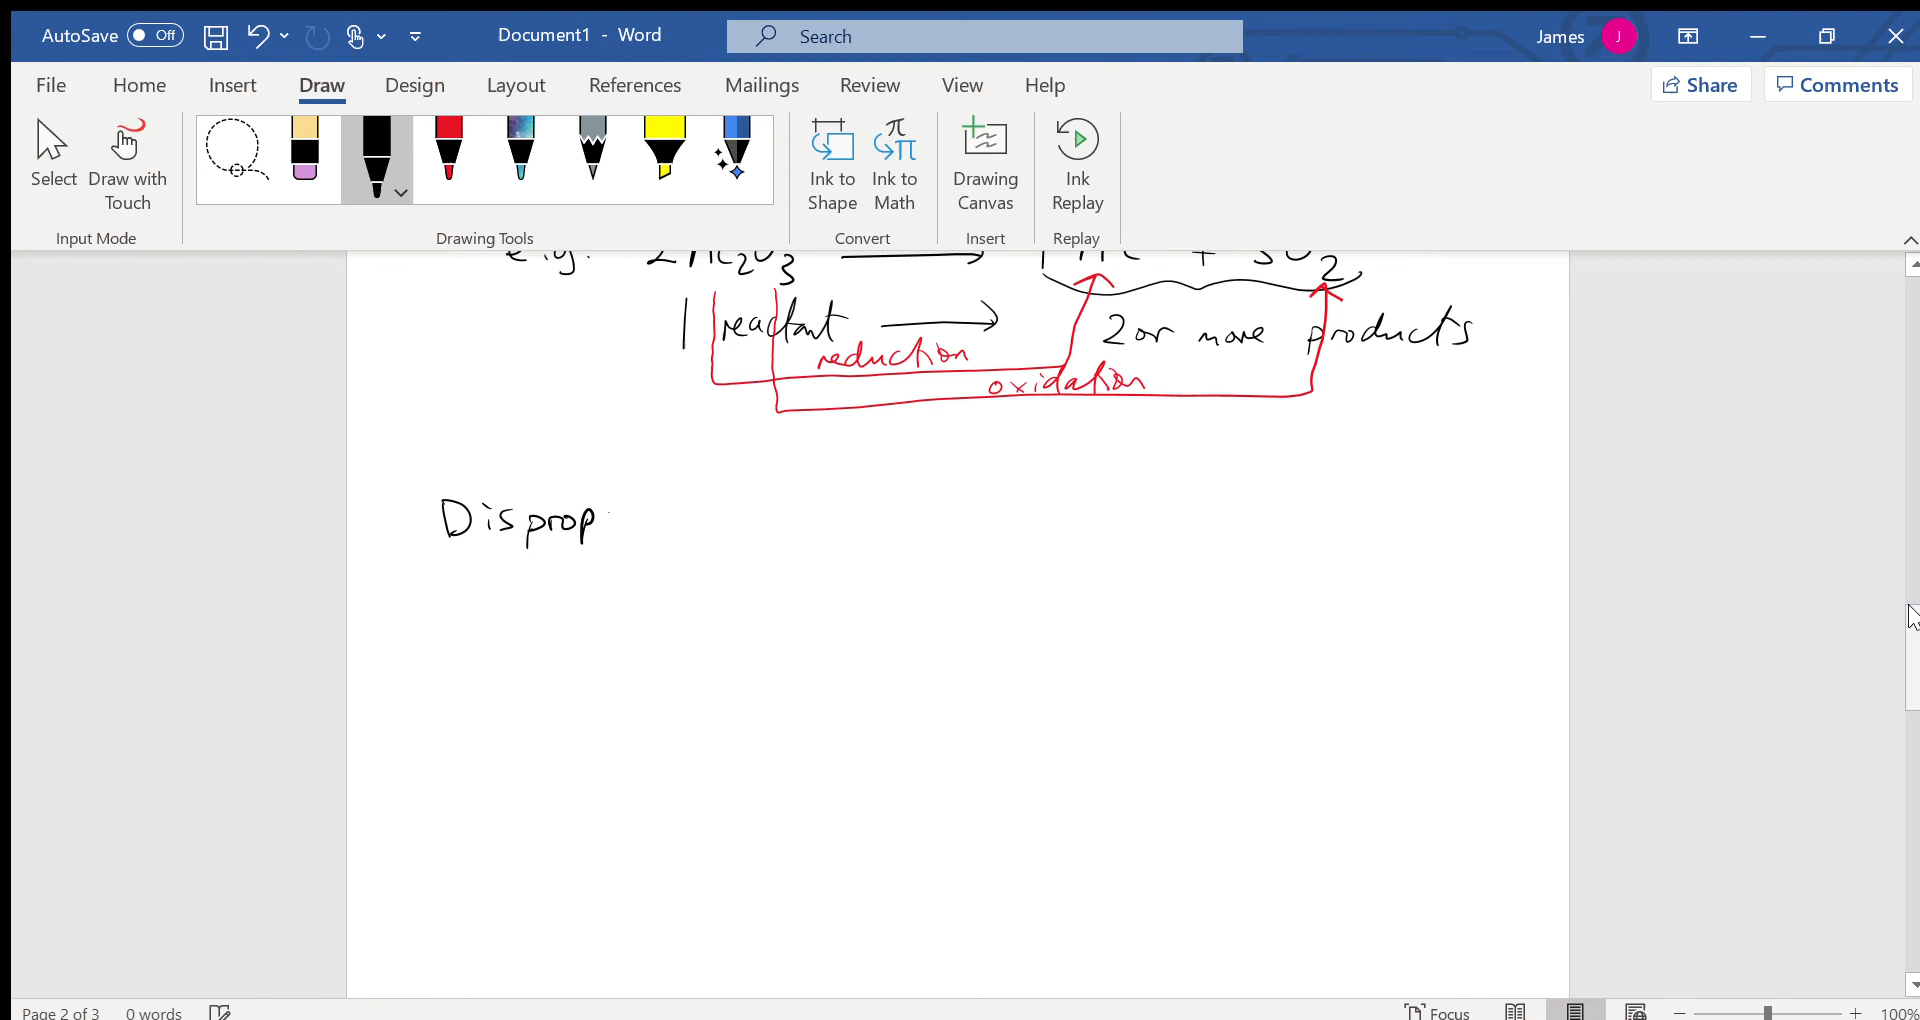 AutoSave Off Document1 - Word Search James J
File Home Insert Draw Design Layout References Mailings Review View Help Share Comments
Select Draw with Touch Ink to Shape Ink to Math Drawing Canvas Ink Replay
Input Mode Drawing Tools Convert Insert Replay
e.g. 2Al₂O₃ + 3O₂
1 reactant → 2 or more products
reduction
oxidation
Disprop
Page 2 of 3 0 words Focus 100%